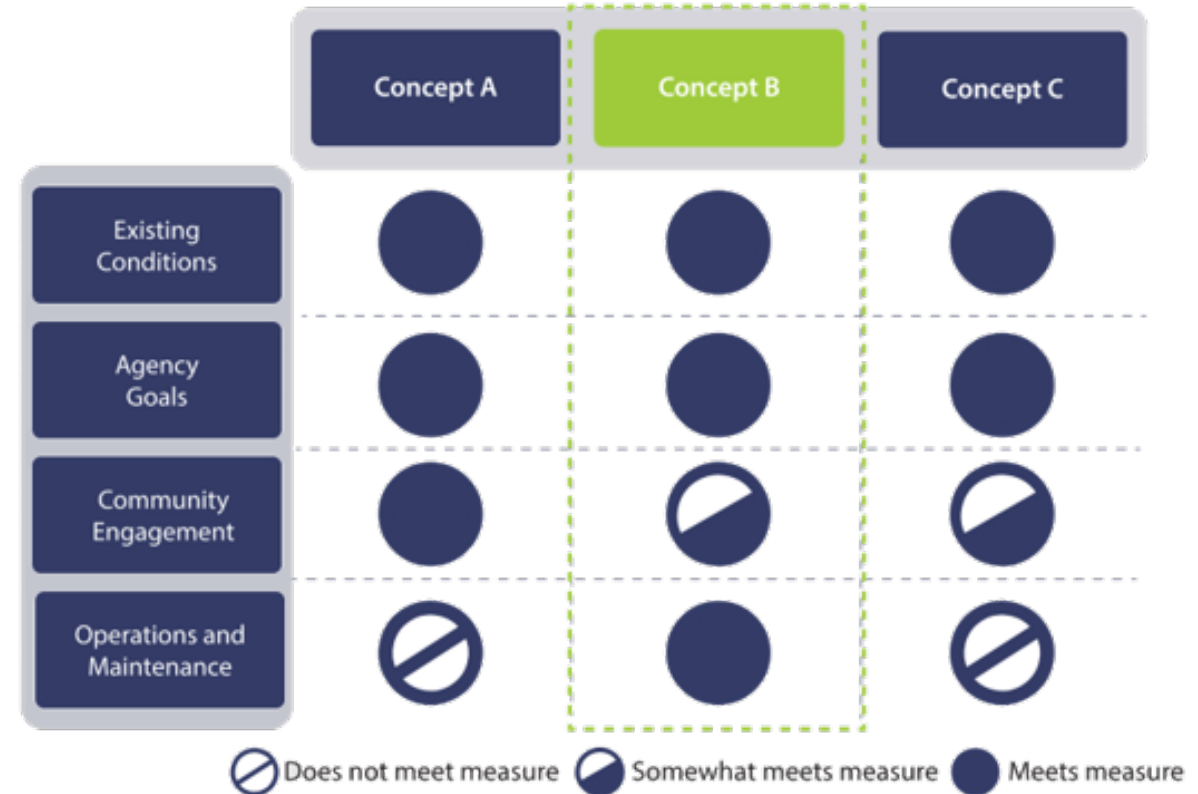 Concept A
Concept B
Concept C
Existing
Conditions
Agency
Goals
Community
Engagement
Operations and
Maintenance
Does not meet measure
Somewhat meets measure
Meets measure